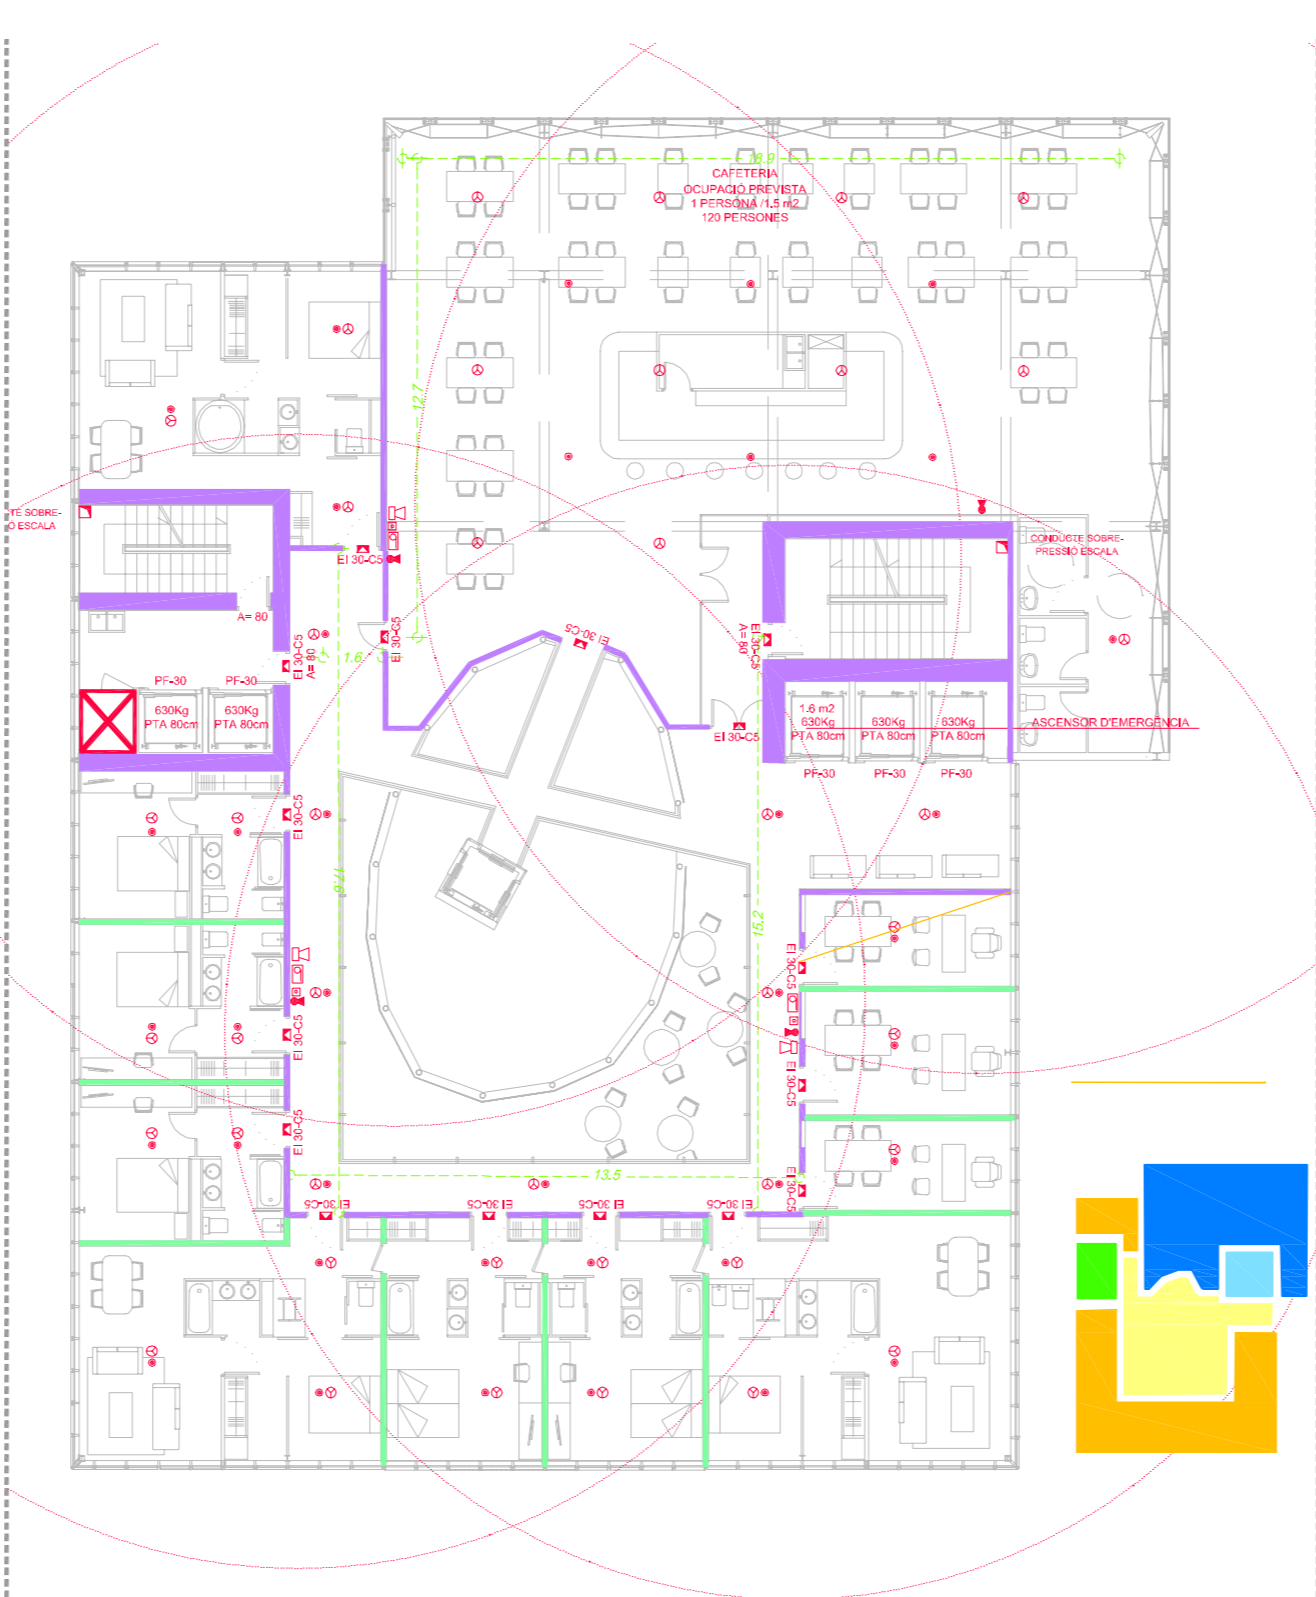 18.9
CAFETERIA
OCUPACIÓ PREVISTA
1 PERSONA /1.5 m2
120 PERSONES
12.7
TE SOBRE-
Ó ESCALA
CONDUCTE SOBRE-
PRESSIÓ ESCALA
EI 30-C5
A= 80
EI 30-C5
A= 80
1.6
EI 30-C5
EI 30-C5
EI 30-C5
A= 80
PF-30
PF-30
630Kg
PTA 80cm
630Kg
PTA 80cm
EI 30-C5
1.6 m2
630Kg
PTA 80cm
630Kg
PTA 80cm
630Kg
PTA 80cm
ASCENSOR D'EMERGÈNCIA
PF-30
PF-30
PF-30
EI 30-C5
17.6
15.2
EI 30-C5
EI 30-C5
EI 30-C5
EI 30-C5
EI 30-C5
13.5
EI 30-C5
EI 30-C5
EI 30-C5
EI 30-C5